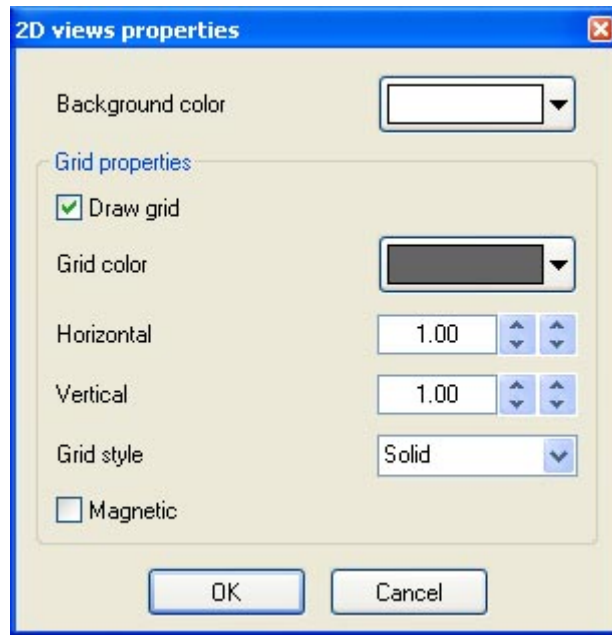 2D views properties
Background color
Grid properties
Draw grid
Grid color
Horizontal 1.00
Vertical 1.00
Grid style Solid
Magnetic
OK Cancel